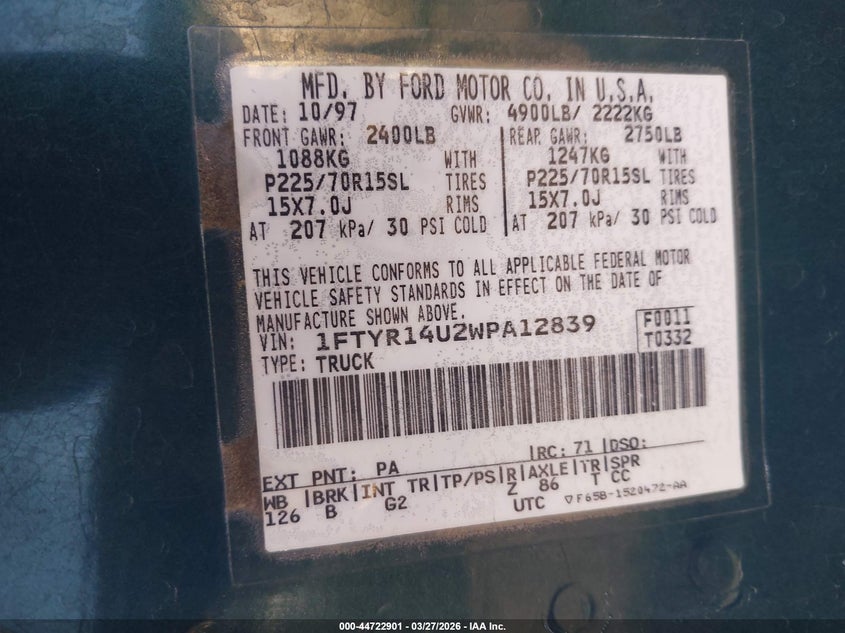 MFD. BY FORD MOTOR CO. IN U.S.A.
DATE: 10/97 GVWR: 4900LB/ 2222KG
FRONT GAWR: 2400LB REAR GAWR: 2750LB
1088KG WITH 1247KG WITH
P225/70R15SL TIRES P225/70R15SL TIRES
15X7.0J RIMS 15X7.0J RIMS
AT 207 kPa/ 30 PSI COLD AT 207 kPa/ 30 PSI COLD
THIS VEHICLE CONFORMS TO ALL APPLICABLE FEDERAL MOTOR
VEHICLE SAFETY STANDARDS IN EFFECT ON THE DATE OF
MANUFACTURE SHOWN ABOVE.
VIN: 1FTYR14U2WPA12839 F0011
TYPE: TRUCK T0332
EXT PNT: PA RC: 71 DSO:
WB BRK INT TR TP/PS R AXLE TR SPR
126 B G2 Z 86 T CC
UTC F65B-1520472-AA
000-44722901 - 03/27/2026 - IAA Inc.